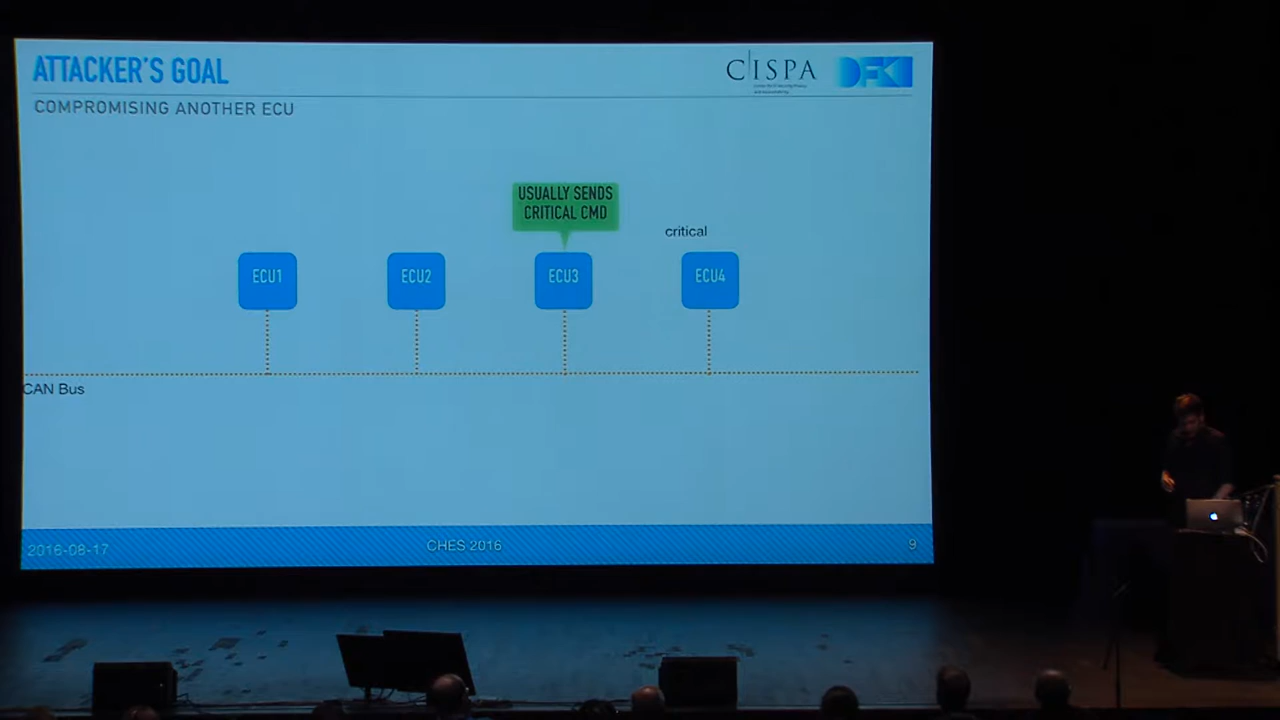 ATTACKER'S GOAL
CISPA
DFKI
COMPROMISING ANOTHER ECU
USUALLY SENDS
CRITICAL CMD
critical
ECU1
ECU2
ECU3
ECU4
CAN Bus
2016-08-17
CHES 2016
9